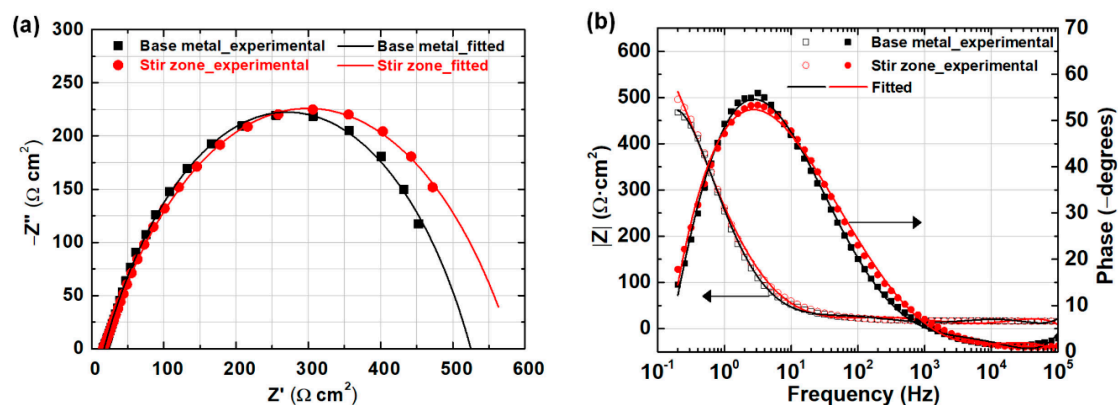 (a)
300
250
200
150
100
50
0
−Z'' (Ω cm²)
Base metal_experimental
Base metal_fitted
Stir zone_experimental
Stir zone_fitted
0 100 200 300 400 500 600
Z' (Ω cm²)
(b)
600
500
400
300
200
100
0
|Z| (Ω·cm²)
Base metal_experimental
Stir zone_experimental
Fitted
70
60
50
40
30
20
10
0
Phase (−degrees)
10⁻¹ 10⁰ 10¹ 10² 10³ 10⁴ 10⁵
Frequency (Hz)